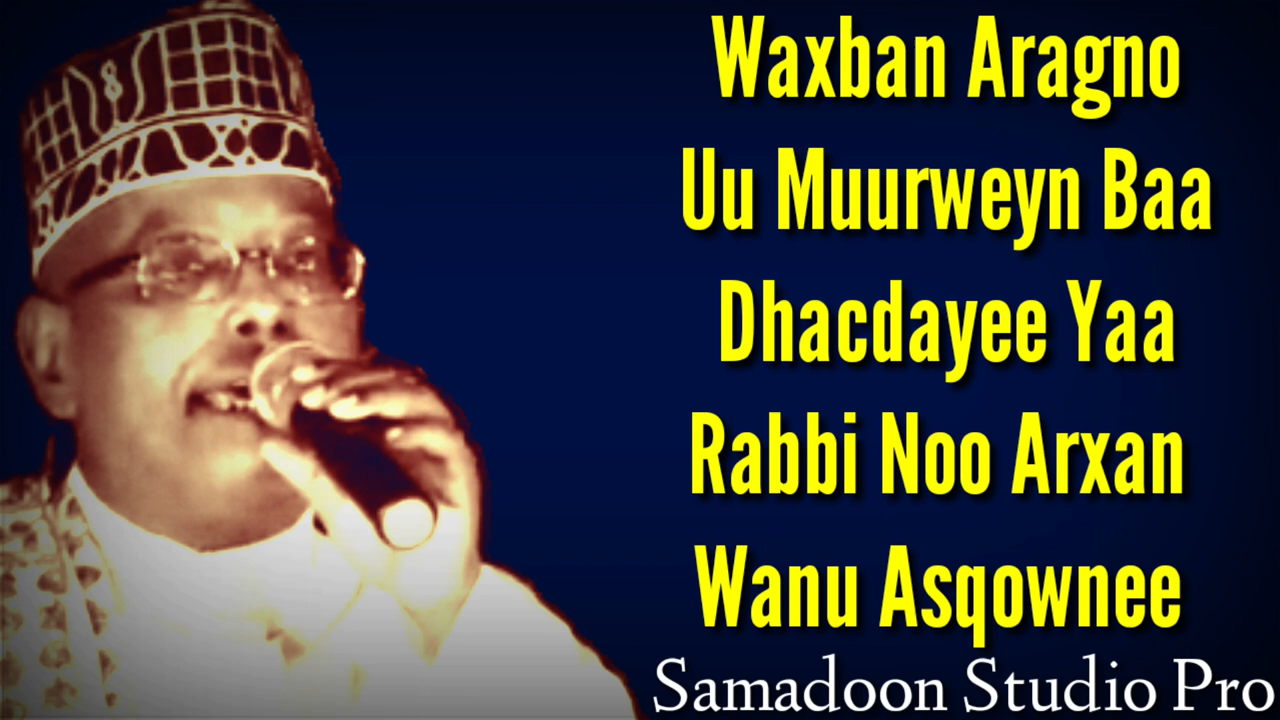 Waxban Aragno
Uu Muurweyn Baa
Dhacdayee Yaa
Rabbi Noo Arxan
Wanu Asqownee
Samadoon Studio Pro